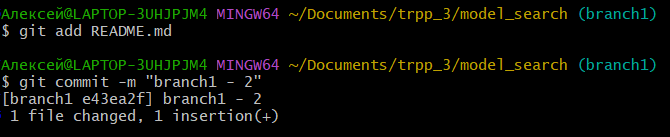 Алексей@LAPTOP-3UHJPJM4 MINGW64 ~/Documents/trpp_3/model_search (branch1)
$ git add README.md
Алексей@LAPTOP-3UHJPJM4 MINGW64 ~/Documents/trpp_3/model_search (branch1)
$ git commit -m "branch1 - 2"
[branch1 e43ea2f] branch1 - 2
 1 file changed, 1 insertion(+)